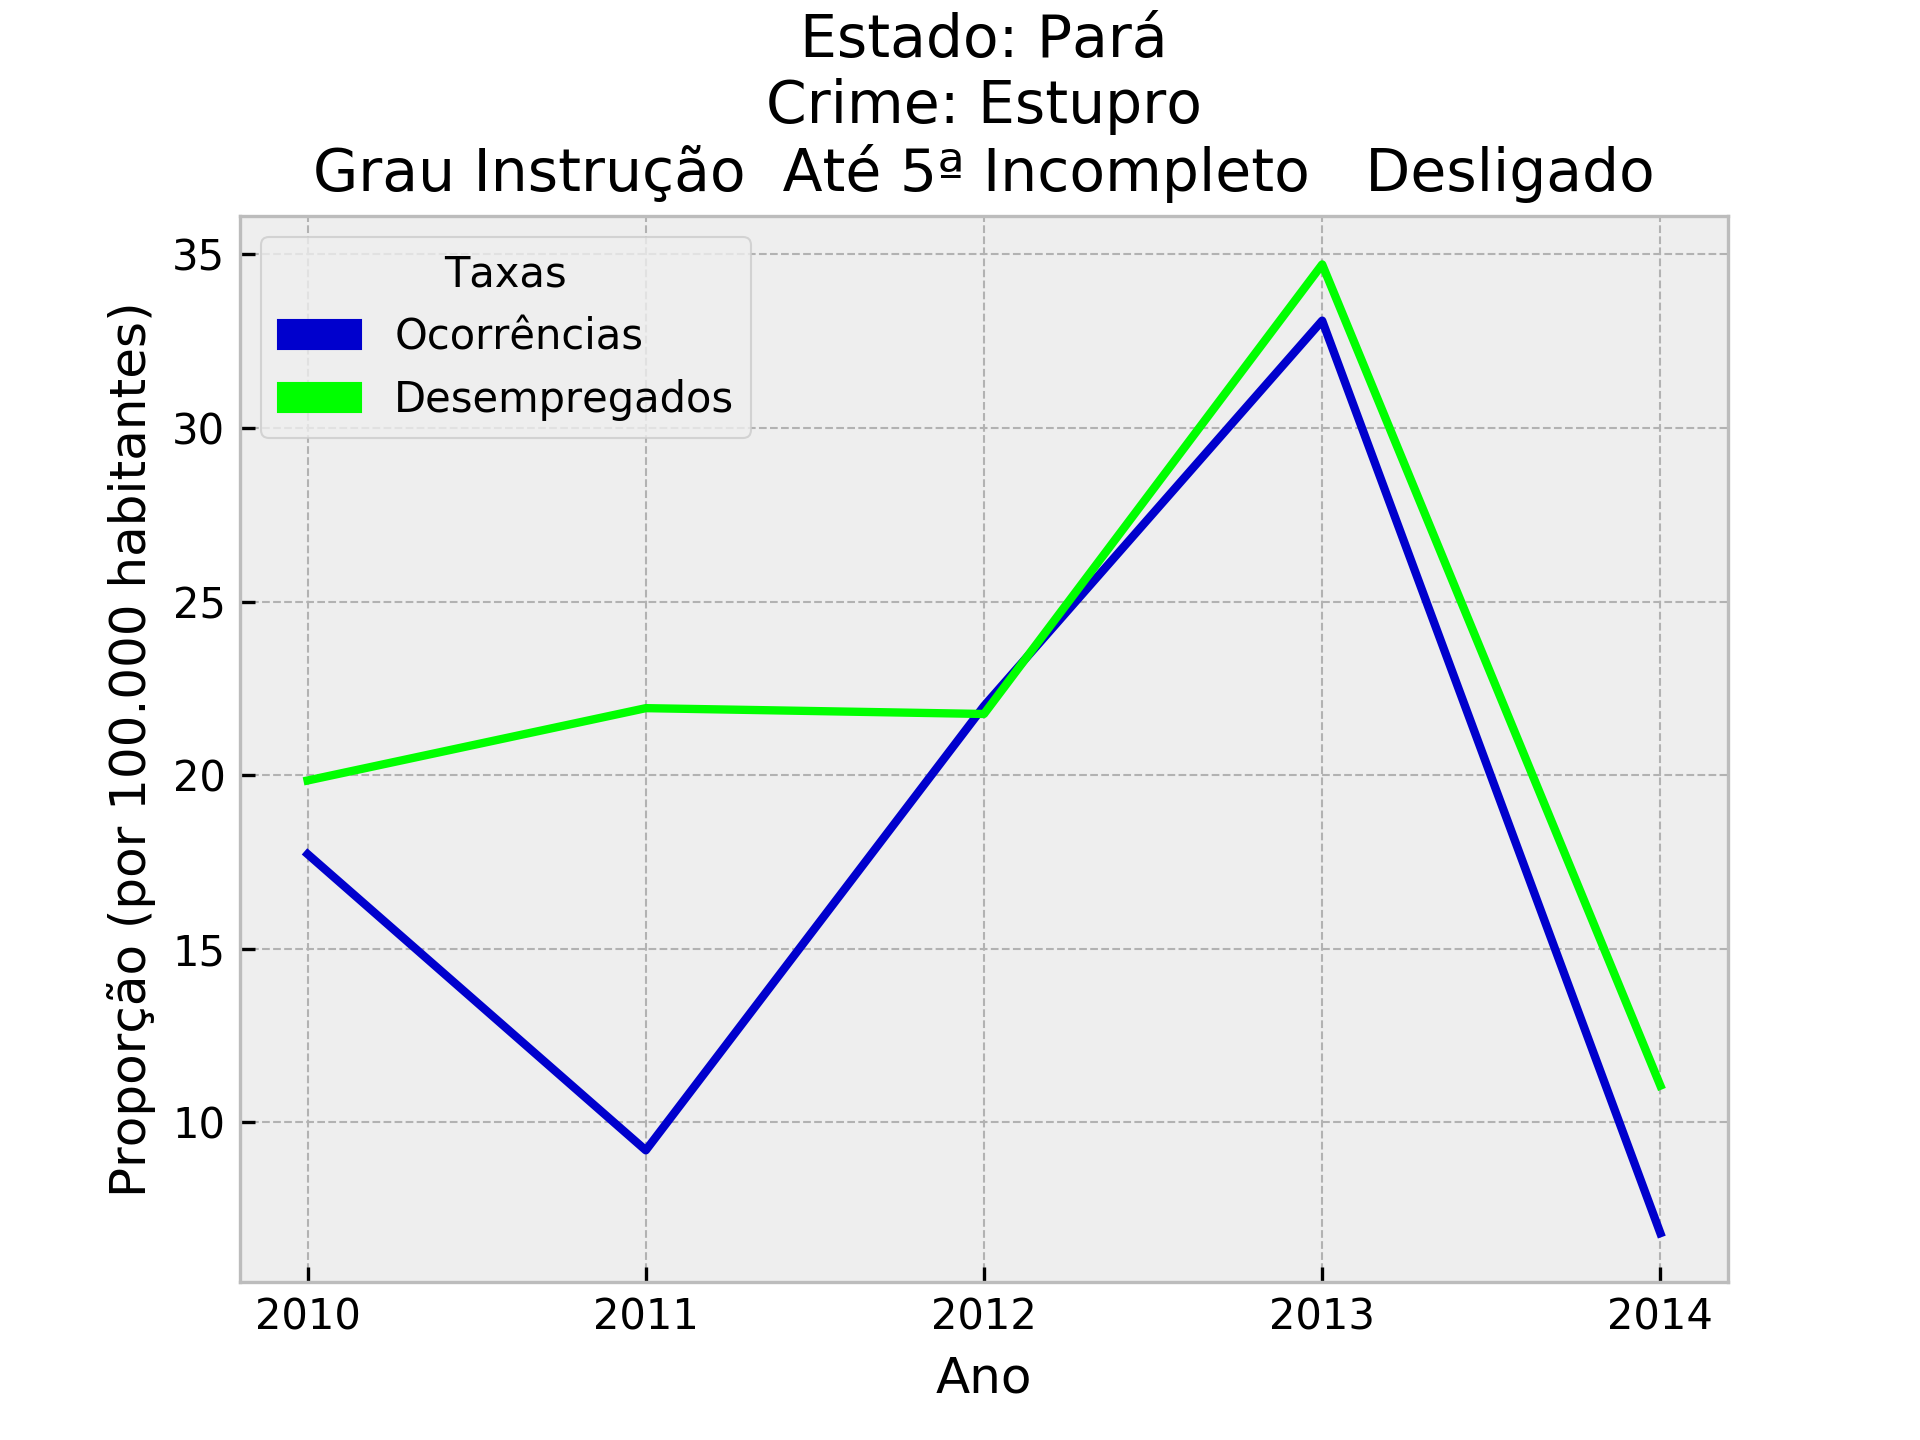 Estado: Pará
Crime: Estupro
Grau Instrução  Até 5ª Incompleto   Desligado
Taxas
Ocorrências
Desempregados
Proporção (por 100.000 habitantes)
35
30
25
20
15
10
2010 2011 2012 2013 2014
Ano